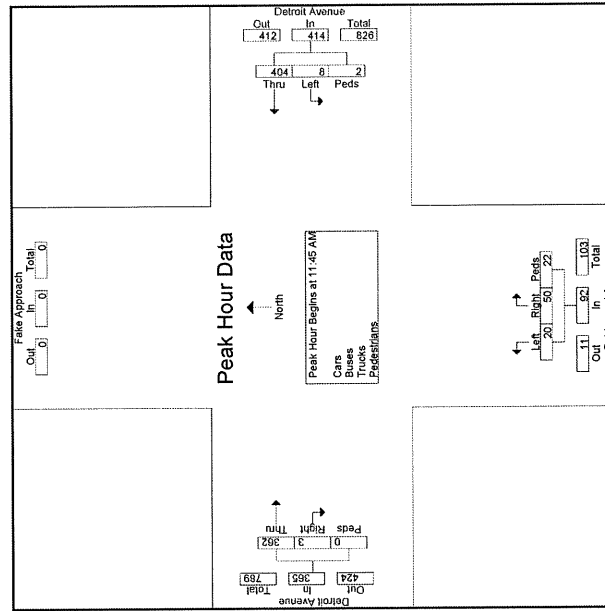 Detroit Avenue
Out In Total
412 414 826
404 8 2
Thru Left Peds
Fake Approach
Out In Total
0 0 0
Peak Hour Data
North
Peak Hour Begins at 11:45 AM
Cars
Buses
Trucks
Pedestrians
Left Right Peds
20 50 22
11 92 103
Out In Total
Thru Right Peds
362 3 0
789 365 424
Total In Out
Detroit Avenue